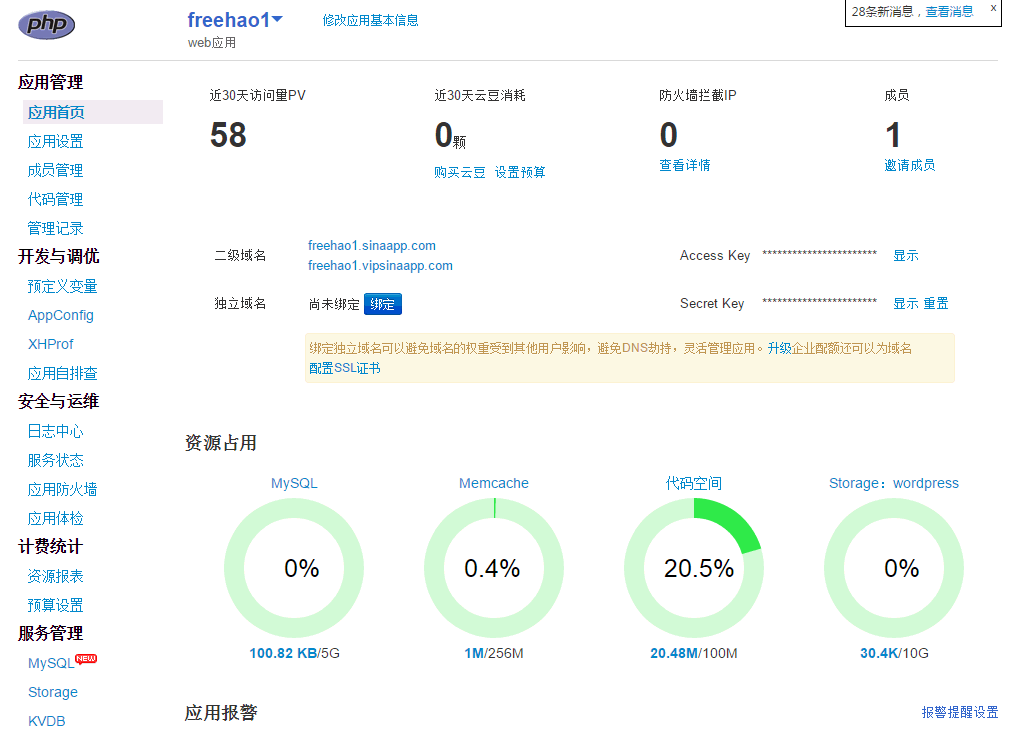 php
freehao1
修改应用基本信息
web应用
28条新消息，查看消息
x
应用管理
应用首页
应用设置
成员管理
代码管理
管理记录
开发与调优
预定义变量
AppConfig
XHProf
应用自排查
安全与运维
日志中心
服务状态
应用防火墙
应用体检
计费统计
资源报表
预算设置
服务管理
MySQL NEW
Storage
KVDB
近30天访问量PV
58
近30天云豆消耗
0颗
购买云豆 设置预算
防火墙拦截IP
0
查看详情
成员
1
邀请成员
二级域名
freehao1.sinaapp.com
freehao1.vipsinaapp.com
Access Key *********************** 显示
独立域名
尚未绑定 绑定
Secret Key *********************** 显示 重置
绑定独立域名可以避免域名的权重受到其他用户影响，避免DNS劫持，灵活管理应用。升级企业配额还可以为域名
配置SSL证书
资源占用
MySQL
0%
100.82 KB/5G
Memcache
0.4%
1M/256M
代码空间
20.5%
20.48M/100M
Storage：wordpress
0%
30.4K/10G
应用报警
报警提醒设置